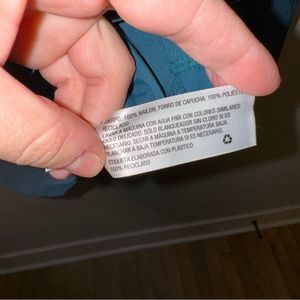 CUERPO: 100% NAILON, FORRO DE CAPUCHA: 100% POLIÉSTER
RECICLADO
LAVAR A MÁQUINA CON AGUA FRÍA CON COLORES SIMILARES.
CICLO DELICADO. SÓLO BLANQUEADOR SIN CLORO SI ES
NECESARIO. SECAR A MÁQUINA A TEMPERATURA BAJA.
PLANCHAR A BAJA TEMPERATURA SI ES NECESARIO.
ETIQUETA ELABORADA CON PLÁSTICO
100% RECICLADO